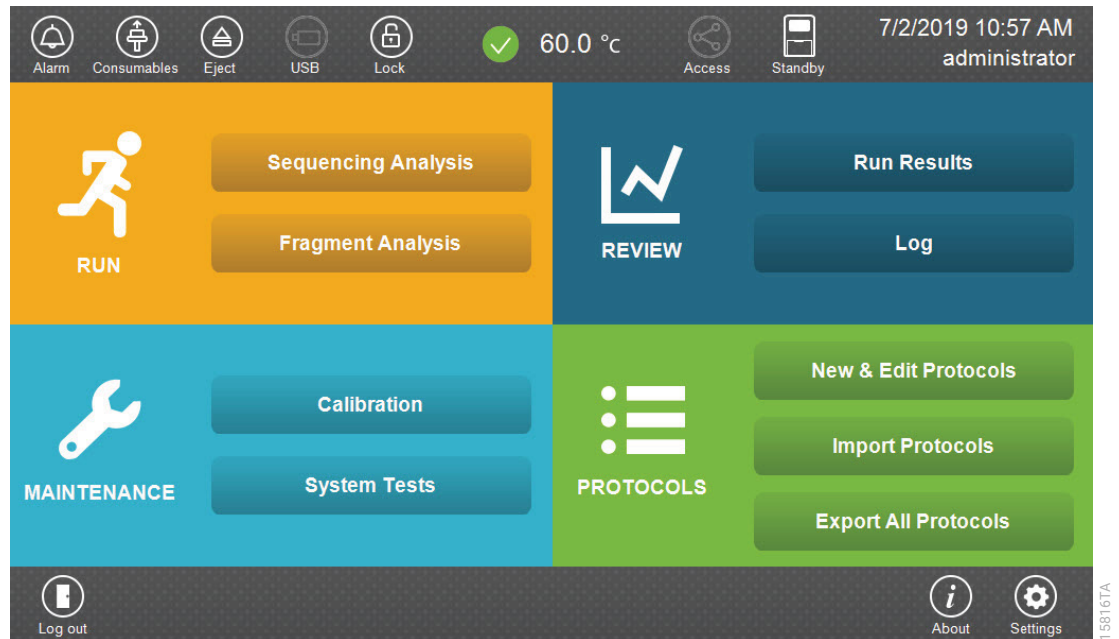 Alarm
Consumables
Eject
USB
Lock
60.0 °C
Access
Standby
7/2/2019 10:57 AM
administrator
RUN
Sequencing Analysis
Fragment Analysis
REVIEW
Run Results
Log
MAINTENANCE
Calibration
System Tests
PROTOCOLS
New & Edit Protocols
Import Protocols
Export All Protocols
Log out
i
About
Settings
5816TA